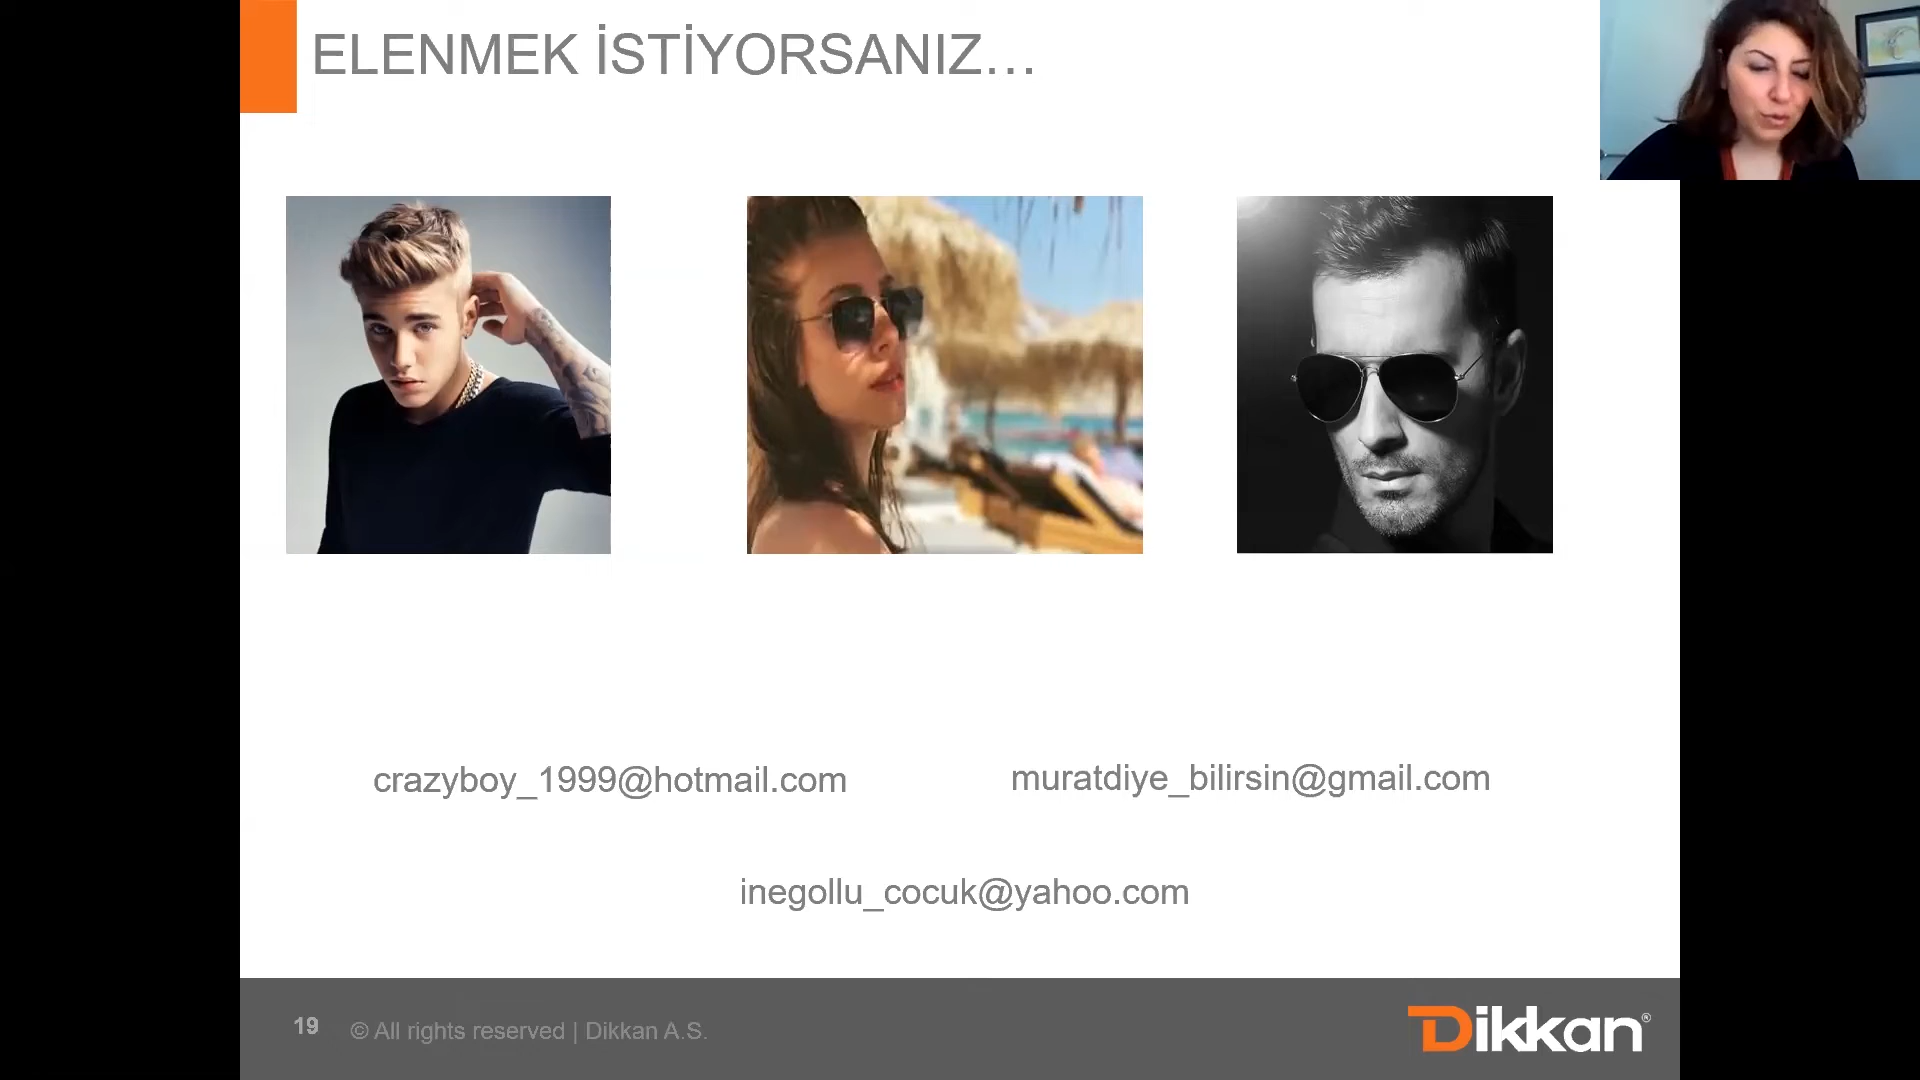 ELENMEK İSTİYORSANIZ…
crazyboy_1999@hotmail.com
muratdiye_bilirsin@gmail.com
inegollu_cocuk@yahoo.com
19
© All rights reserved | Dikkan A.S.
Dikkan®